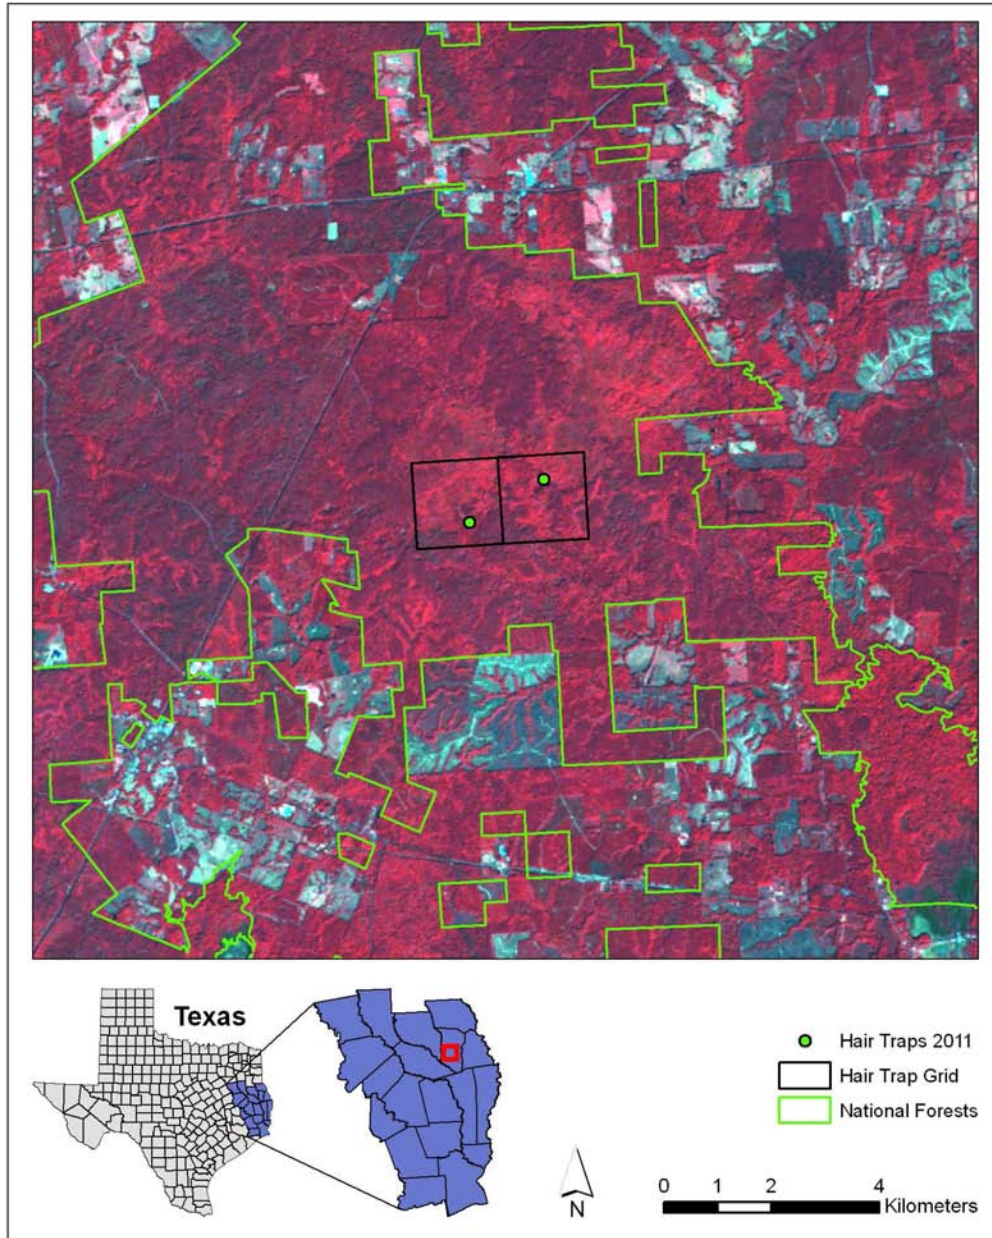 Texas
Hair Traps 2011
Hair Trap Grid
National Forests
N
0 1 2 4
Kilometers